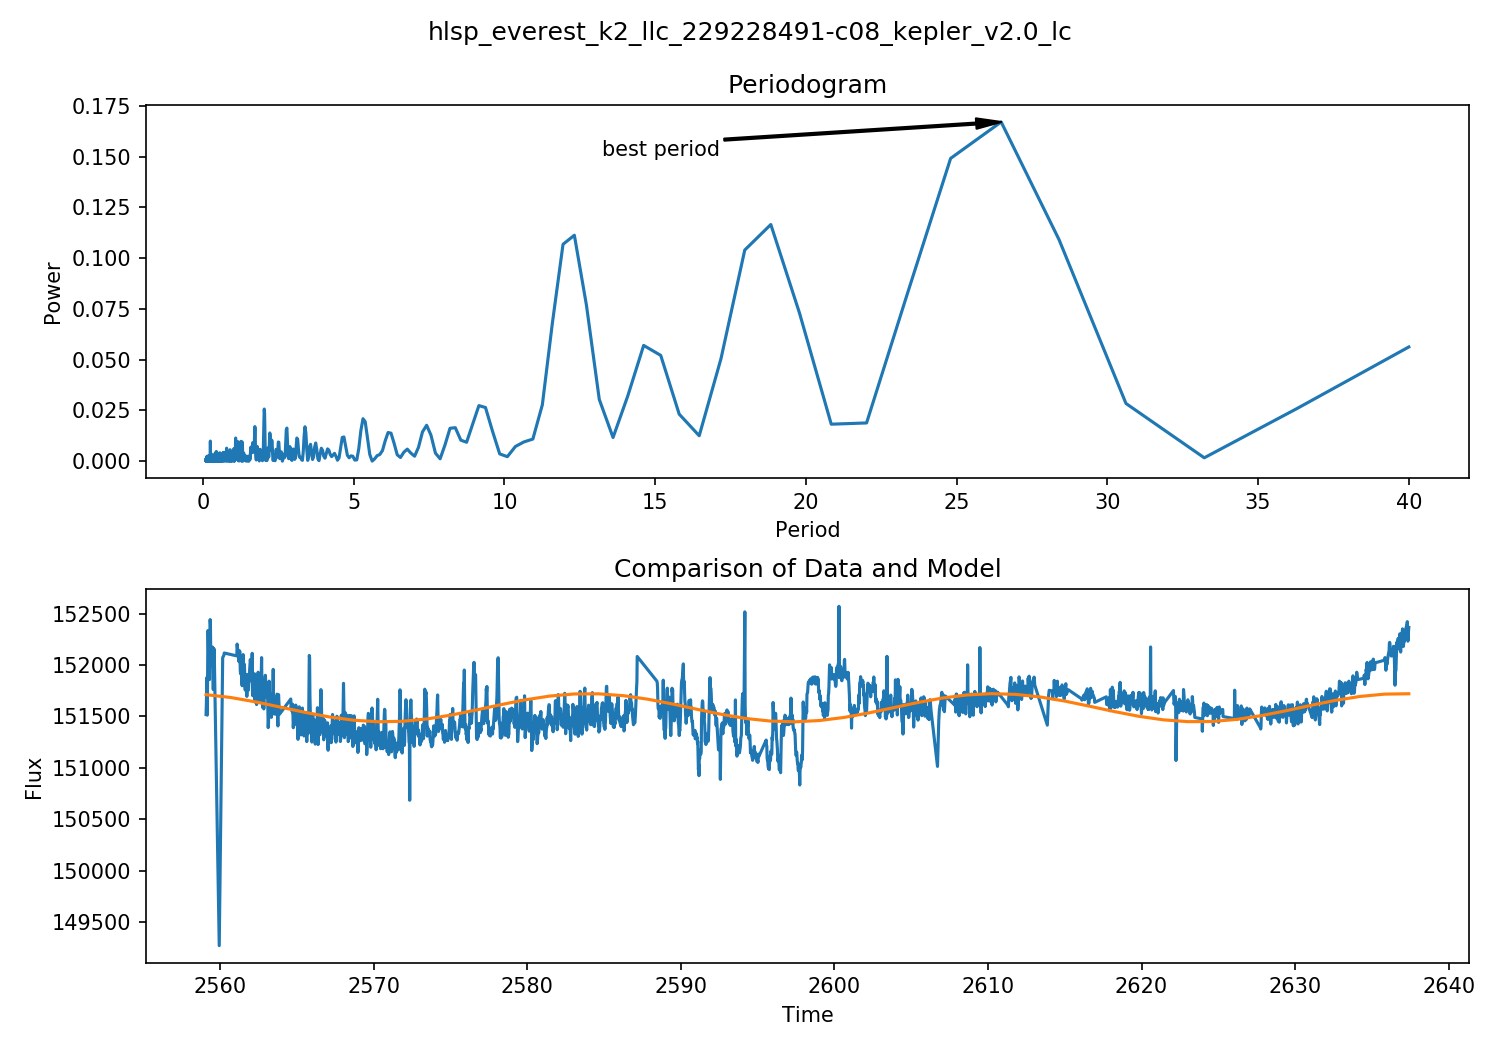 hlsp_everest_k2_llc_229228491-c08_kepler_v2.0_lc
Periodogram
0.175
0.150
0.125
0.100
0.075
0.050
0.025
0.000
Power
best period
0 5 10 15 20 25 30 35 40
Period
Comparison of Data and Model
152500
152000
151500
151000
150500
150000
149500
Flux
2560 2570 2580 2590 2600 2610 2620 2630 2640
Time